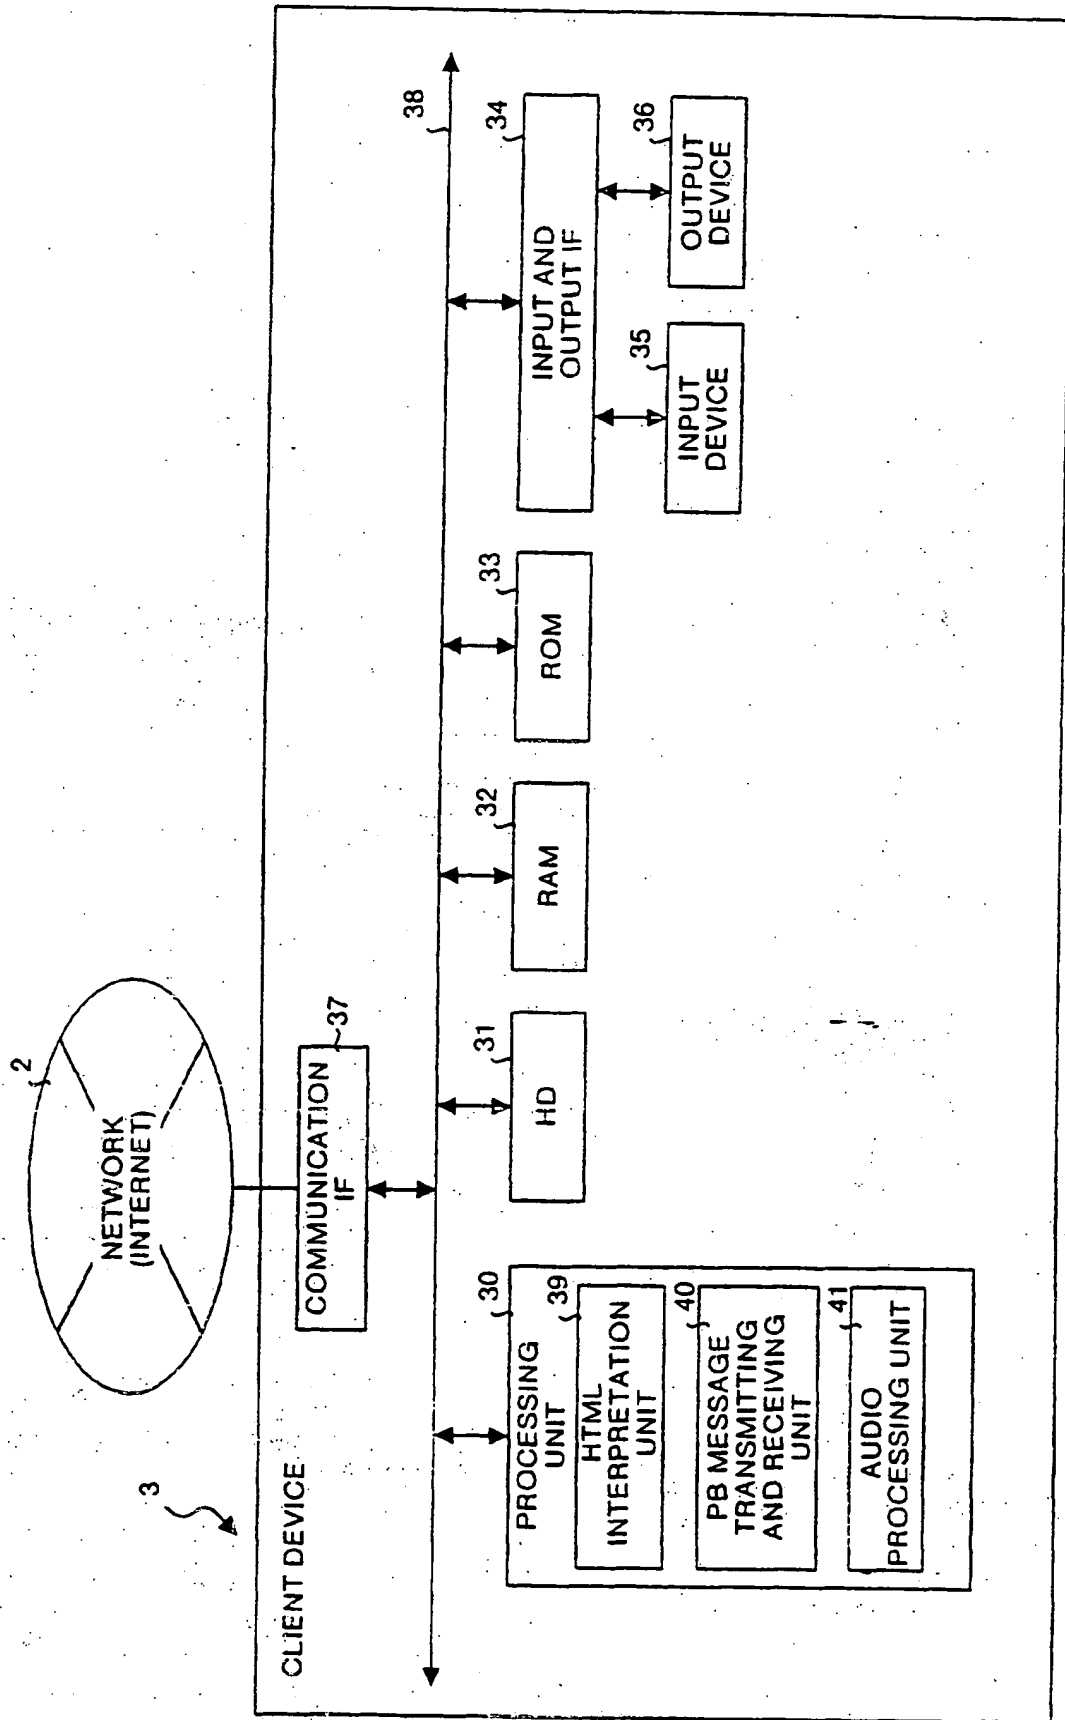 2
NETWORK
(INTERNET)
3
CLIENT DEVICE
COMMUNICATION
IF
37
38
30
PROCESSING
UNIT
39
HTML
INTERPRETATION
UNIT
40
PB MESSAGE
TRANSMITTING
AND RECEIVING
UNIT
41
AUDIO
PROCESSING UNIT
31
HD
32
RAM
33
ROM
34
INPUT AND
OUTPUT IF
35
INPUT
DEVICE
36
OUTPUT
DEVICE